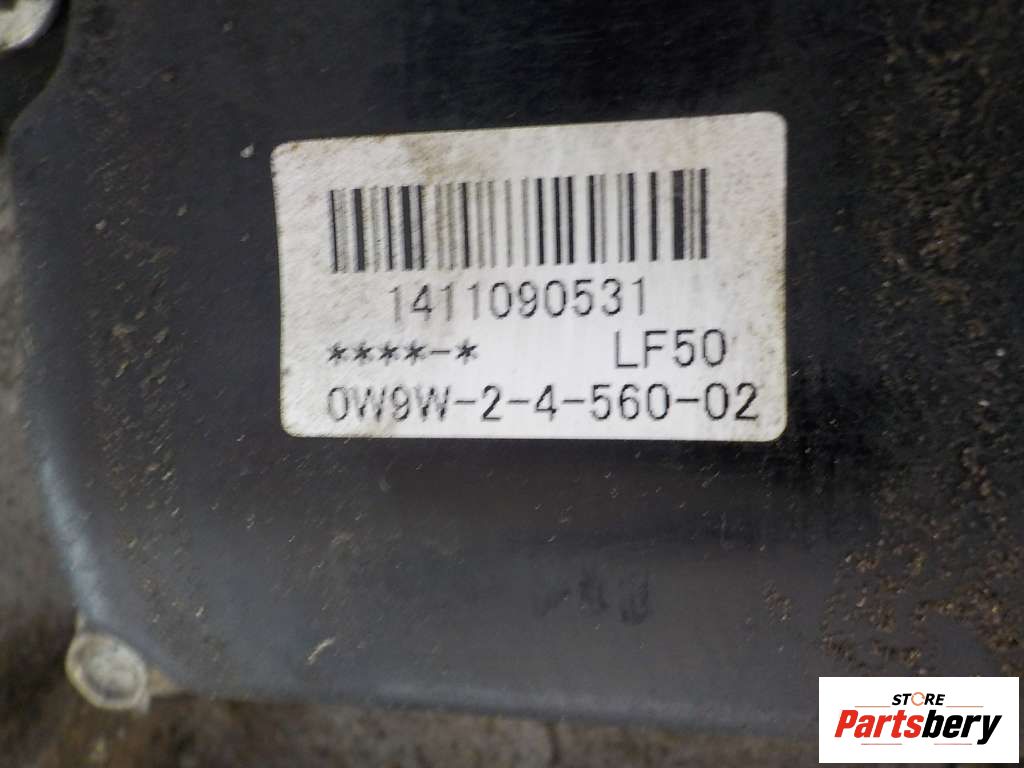 1411090531
****-* LF50
0W9W-2-4-560-02
STORE
Partsbery